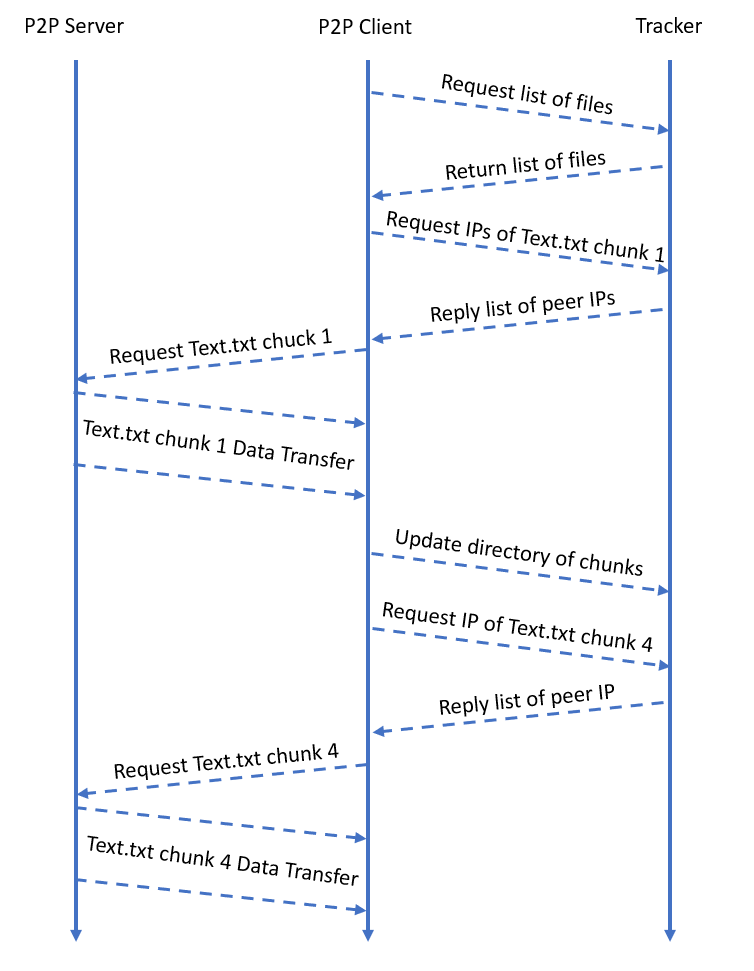 P2P Server
P2P Client
Tracker
Request list of files
Return list of files
Request IPs of Text.txt chunk 1
Reply list of peer IPs
Request Text.txt chuck 1
Text.txt chunk 1 Data Transfer
Update directory of chunks
Request IP of Text.txt chunk 4
Reply list of peer IP
Request Text.txt chunk 4
Text.txt chunk 4 Data Transfer